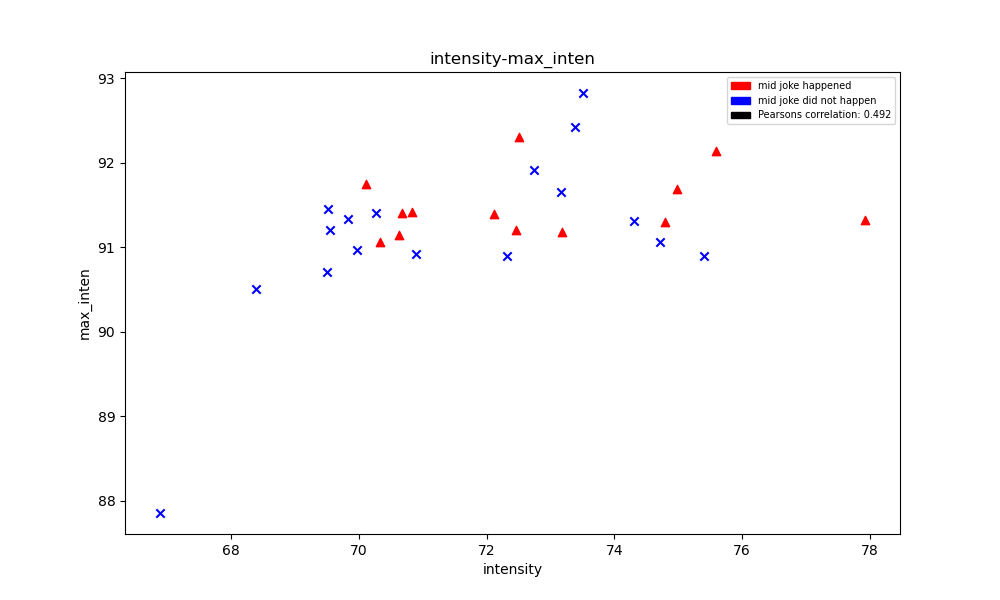 intensity-max_inten
mid joke happened
mid joke did not happen
Pearsons correlation: 0.492
93
92
91
90
89
88
max_inten
68 70 72 74 76 78
intensity